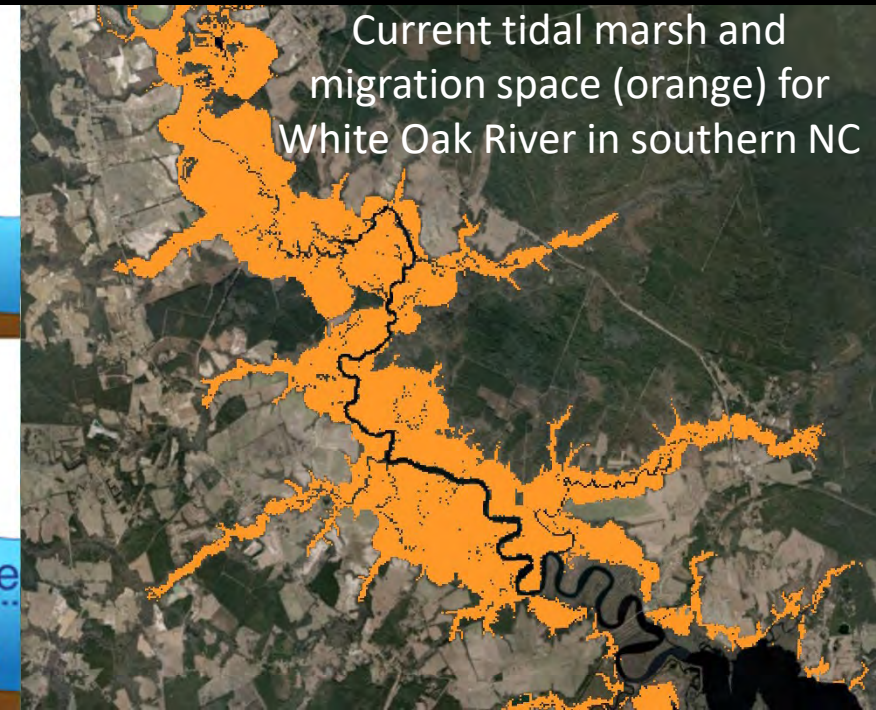 Current tidal marsh and
migration space (orange) for
White Oak River in southern NC
e